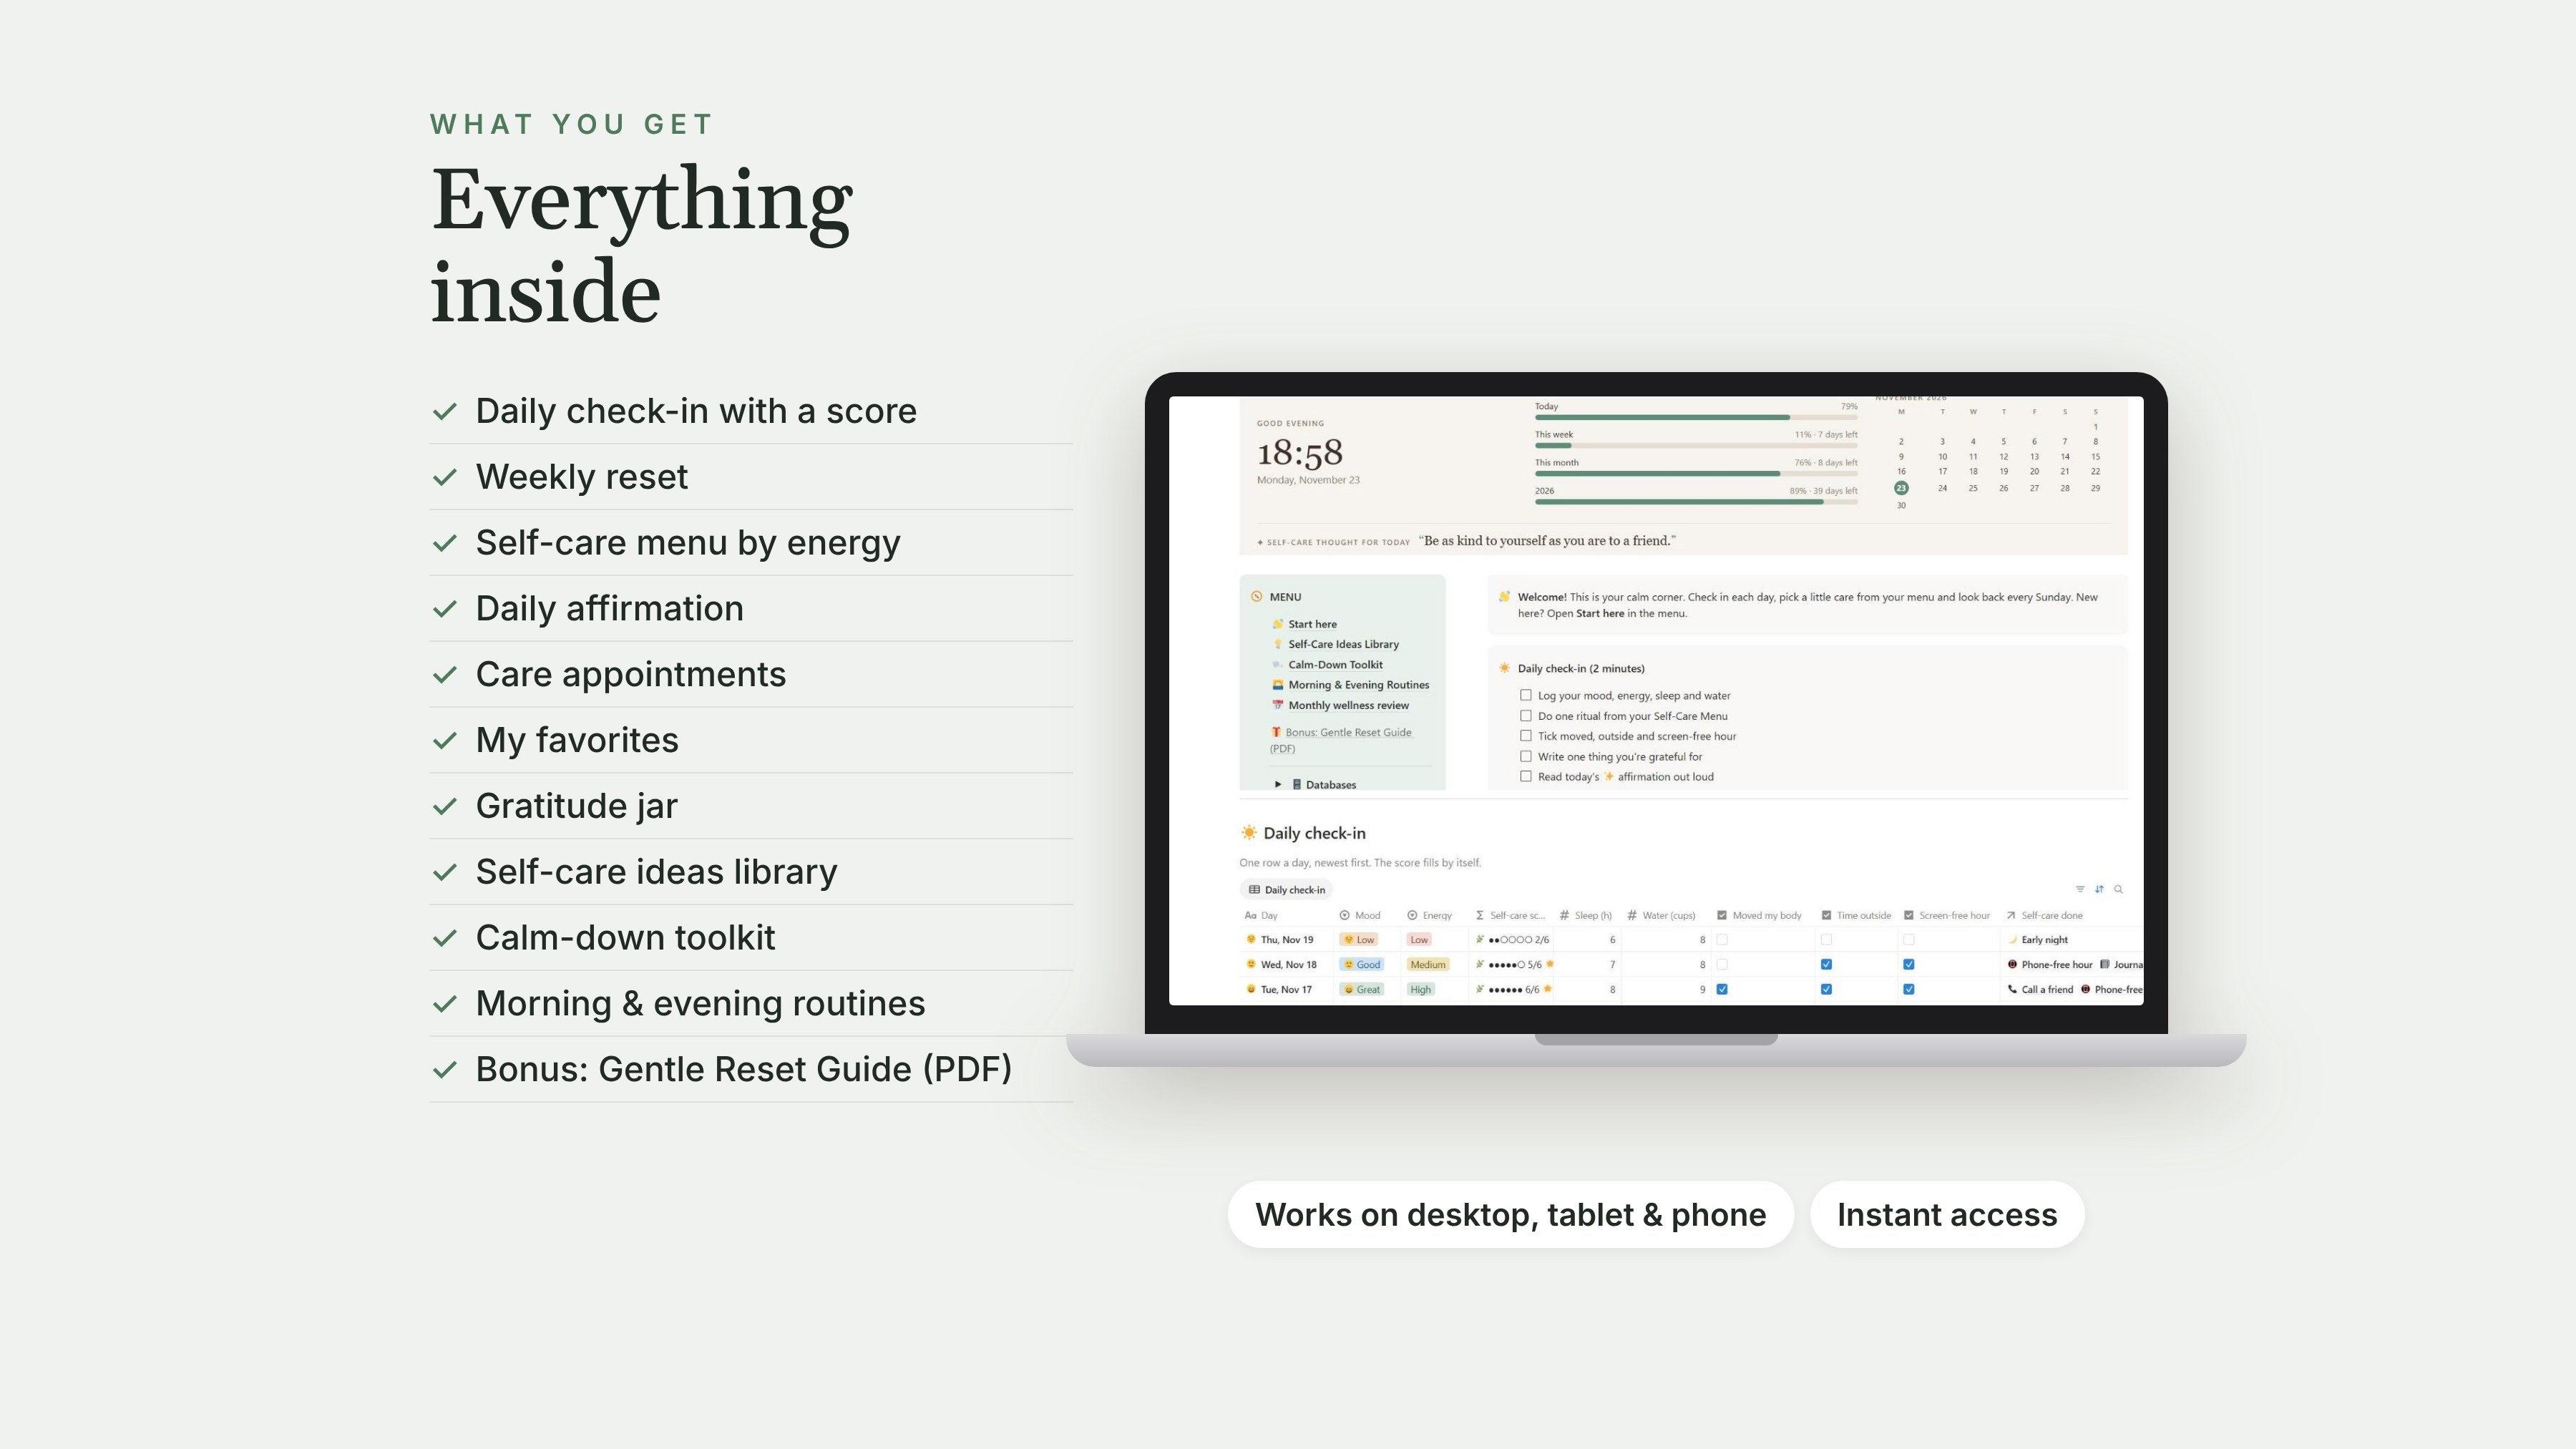 WHAT YOU GET
Everything
inside
Daily check-in with a score
Weekly reset
Self-care menu by energy
Daily affirmation
Care appointments
My favorites
Gratitude jar
Self-care ideas library
Calm-down toolkit
Morning & evening routines
Bonus: Gentle Reset Guide (PDF)
GOOD EVENING
18:58
Monday, November 23
Today 79%
This week 11% · 7 days left
This month 76% · 8 days left
2026 89% · 39 days left
NOVEMBER 2026
M T W T F S S
1
2 3 4 5 6 7 8
9 10 11 12 13 14 15
16 17 18 19 20 21 22
23 24 25 26 27 28 29
30
✦ SELF-CARE THOUGHT FOR TODAY “Be as kind to yourself as you are to a friend.”
MENU
Start here
Self-Care Ideas Library
Calm-Down Toolkit
Morning & Evening Routines
Monthly wellness review
Bonus: Gentle Reset Guide
(PDF)
Databases
Welcome! This is your calm corner. Check in each day, pick a little care from your menu and look back every Sunday. New
here? Open Start here in the menu.
Daily check-in (2 minutes)
Log your mood, energy, sleep and water
Do one ritual from your Self-Care Menu
Tick moved, outside and screen-free hour
Write one thing you're grateful for
Read today's ✨ affirmation out loud
Daily check-in
One row a day, newest first. The score fills by itself.
Daily check-in
Aa Day Mood Energy Σ Self-care sc... # Sleep (h) # Water (cups) Moved my body Time outside Screen-free hour Self-care done
Thu, Nov 19 Low Low ●●○○○○ 2/6 6 8 Early night
Wed, Nov 18 Good Medium ●●●●●○ 5/6 7 8 Phone-free hour Journa
Tue, Nov 17 Great High ●●●●●● 6/6 8 9 Call a friend Phone-free
Works on desktop, tablet & phone
Instant access